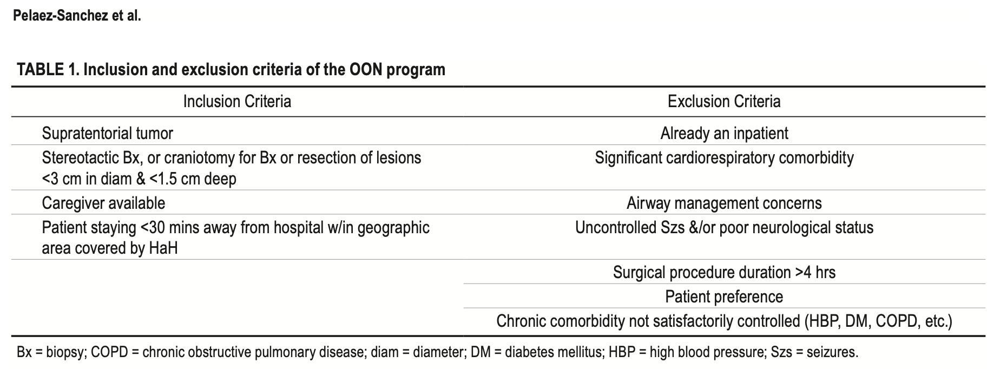 Pelaez-Sanchez et al.
TABLE 1. Inclusion and exclusion criteria of the OON program
Inclusion Criteria Exclusion Criteria
Supratentorial tumor Already an inpatient
Stereotactic Bx, or craniotomy for Bx or resection of lesions Significant cardiorespiratory comorbidity
<3 cm in diam & <1.5 cm deep
Caregiver available Airway management concerns
Patient staying <30 mins away from hospital w/in geographic Uncontrolled Szs &/or poor neurological status
area covered by HaH
Surgical procedure duration >4 hrs
Patient preference
Chronic comorbidity not satisfactorily controlled (HBP, DM, COPD, etc.)
Bx = biopsy; COPD = chronic obstructive pulmonary disease; diam = diameter; DM = diabetes mellitus; HBP = high blood pressure; Szs = seizures.